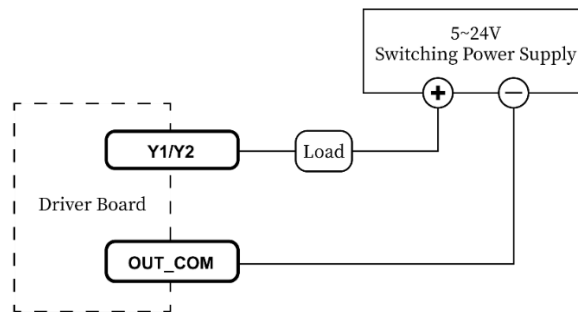 5~24V
Switching Power Supply
+
−
Y1/Y2
Load
Driver Board
OUT_COM